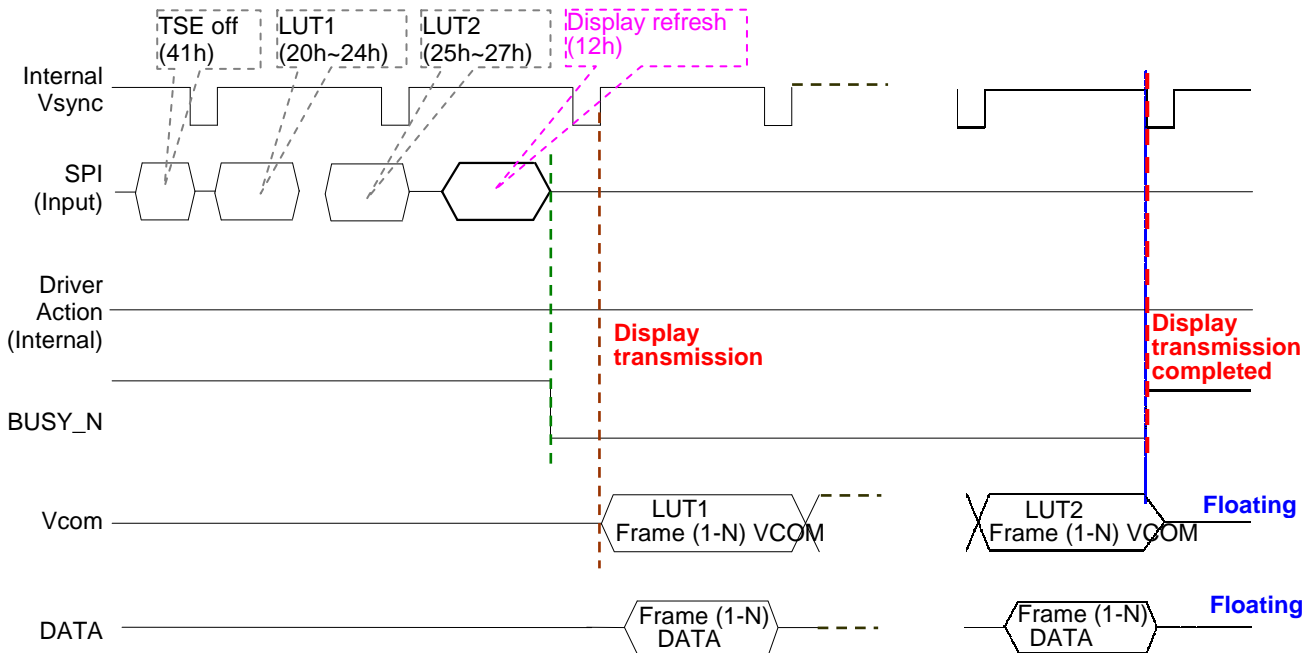 TSE off
(41h)
LUT1
(20h~24h)
LUT2
(25h~27h)
Display refresh
(12h)
Internal
Vsync
SPI
(Input)
Driver
Action
(Internal)
Display
transmission
Display
transmission
completed
BUSY_N
Vcom
LUT1
Frame (1-N) VCOM
LUT2
Frame (1-N) VCOM
Floating
DATA
Frame (1-N)
DATA
Frame (1-N)
DATA
Floating